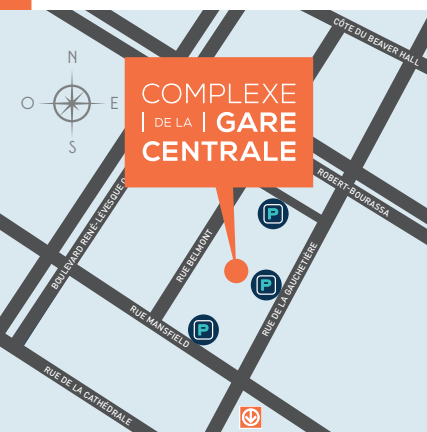 CÔTE DU BEAVER HALL
N
O
E
S
COMPLEXE
DE LA GARE
CENTRALE
ROBERT-BOURASSA
BOULEVARD RENÉ-LÉVESQUE
P
RUE BELMONT
RUE DE LA GAUCHETIÈRE
P
RUE MANSFIELD
P
RUE DE LA CATHÉDRALE